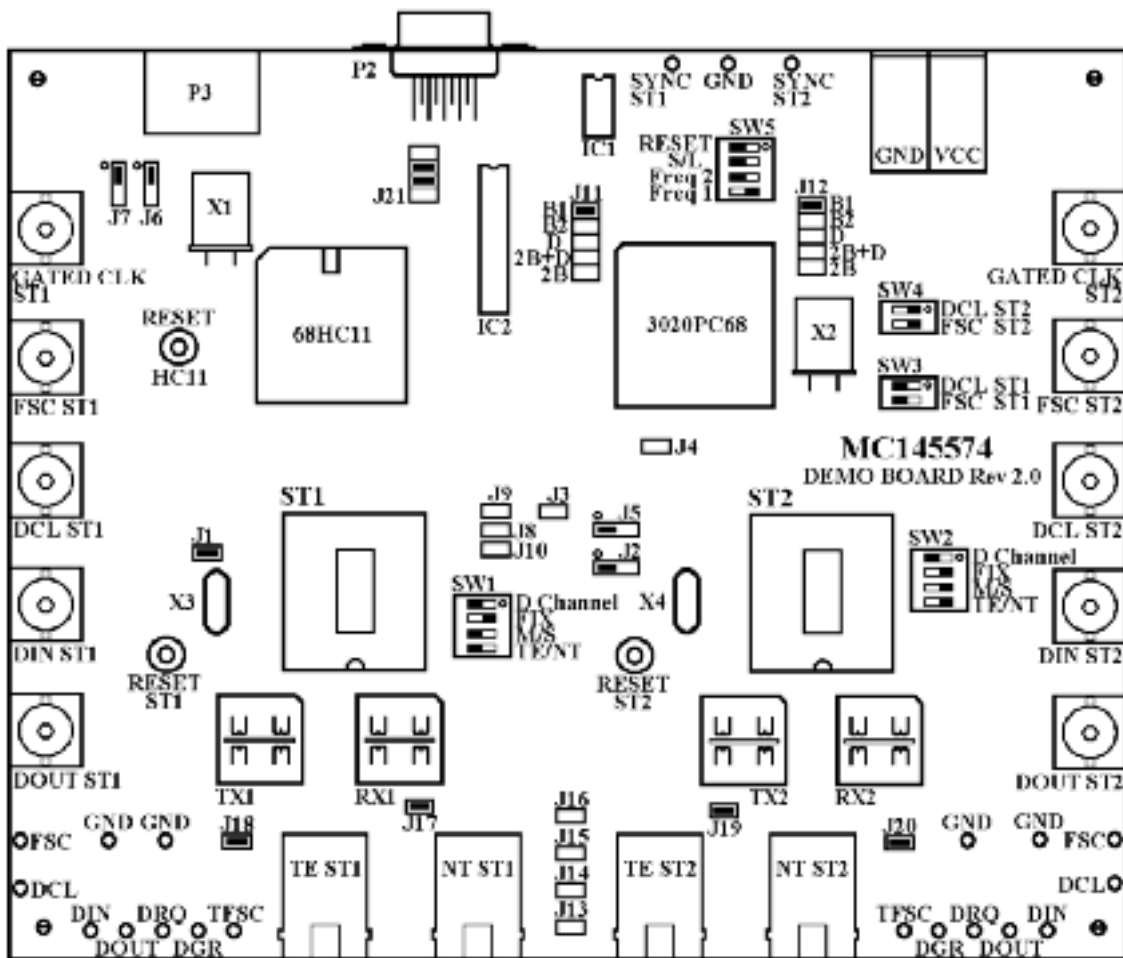 P2
SYNC ST1
GND
SYNC ST2
P3
IC1
SW5
RESET
S/L
Freq 2
Freq 1
GND
VCC
J7
J6
X1
J21
J11
B1
B2
D
2B+D
2B
J12
B1
B2
D
2B+D
2B
GATED CLK ST1
GATED CLK ST2
RESET
HC11
68HC11
IC2
3020PC68
X2
SW4
DCL ST2
FSC ST2
SW3
DCL ST1
FSC ST1
FSC ST1
FSC ST2
J4
MC145574
DEMO BOARD Rev 2.0
ST1
J9
J3
ST2
J8
J5
J10
J2
DCL ST1
DCL ST2
J1
SW2
D Channel
FIX
M/S
TE/NT
X3
SW1
D Channel
FIX
M/S
TE/NT
X4
DIN ST1
DIN ST2
RESET ST1
RESET ST2
DOUT ST1
DOUT ST2
TX1
RX1
TX2
RX2
J17
J16
J19
FSC
GND
GND
J18
J15
J20
GND
GND
FSC
TE ST1
NT ST1
TE ST2
NT ST2
DCL
J14
DCL
J13
DIN
DRQ
TFSC
DOUT
DGR
TFSC
DRQ
DIN
DGR
DOUT